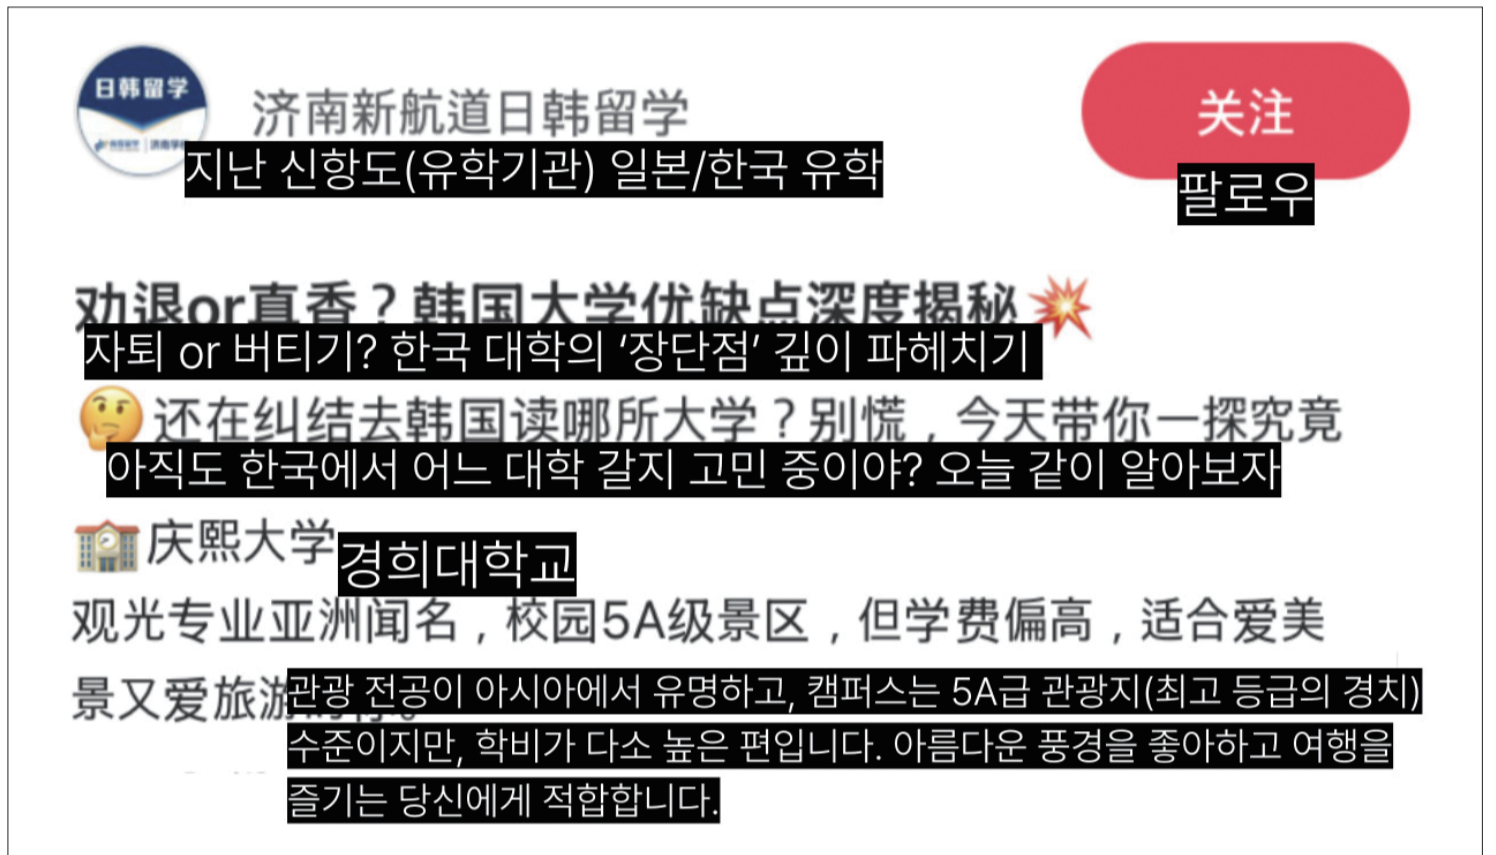 日韩留学
济南新航道日韩留学
关注
지난 신항도(유학기관) 일본/한국 유학
팔로우
劝退or真香？韩国大学优缺点深度揭秘
자퇴 or 버티기? 한국 대학의 ‘장단점’ 깊이 파헤치기
还在纠结去韩国读哪所大学？别慌，今天带你一探究竟
아직도 한국에서 어느 대학 갈지 고민 중이야? 오늘 같이 알아보자
庆熙大学
경희대학교
观光专业亚洲闻名，校园5A级景区，但学费偏高，适合爱美
景又爱旅游
관광 전공이 아시아에서 유명하고, 캠퍼스는 5A급 관광지(최고 등급의 경치)
수준이지만, 학비가 다소 높은 편입니다. 아름다운 풍경을 좋아하고 여행을
즐기는 당신에게 적합합니다.